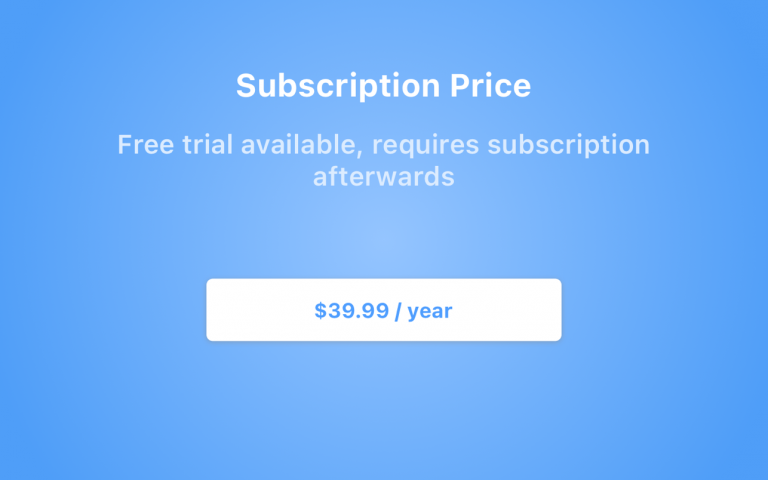 Subscription Price
Free trial available, requires subscription
afterwards
$39.99 / year